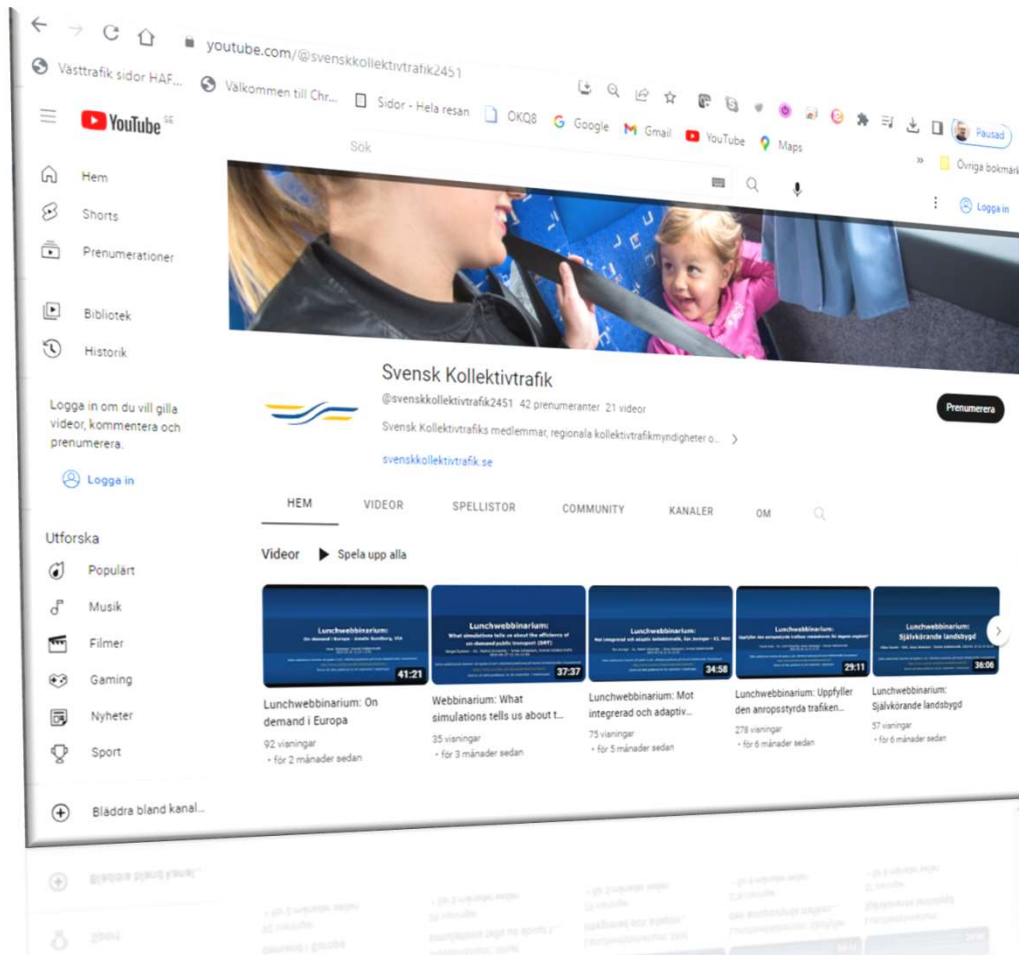 youtube.com/@svenskkollektivtrafik2451
Västtrafik sidor HAF...
Välkommen till Chr...
Sidor - Hela resan
OKQ8
Google
Gmail
YouTube
Maps
Pausad
»
Övriga bokmärk
YouTube SE
Sök
Logga in
Hem
Shorts
Prenumerationer
Bibliotek
Historik
Logga in om du vill gilla
videor, kommentera och
prenumerera.
Logga in
Utforska
Populärt
Musik
Filmer
Gaming
Nyheter
Sport
Bläddra bland kanal...
Svensk Kollektivtrafik
@svenskkollektivtrafik2451 42 prenumeranter 21 videor
Svensk Kollektivtrafiks medlemmar, regionala kollektivtrafikmyndigheter o...
svenskkollektivtrafik.se
Prenumerera
HEM VIDEOR SPELLISTOR COMMUNITY KANALER OM
Videor Spela upp alla
Lunchwebbinarium:
41:21
Lunchwebbinarium: On
demand i Europa
92 visningar
• för 2 månader sedan
Lunchwebbinarium:
What simulations tells us about the efficiency of
on-demand public transport (DRT)
37:37
Webbinarium: What
simulations tells us about t...
35 visningar
• för 3 månader sedan
Lunchwebbinarium:
34:58
Lunchwebbinarium: Mot
integrerad och adaptiv...
75 visningar
• för 5 månader sedan
Lunchwebbinarium:
29:11
Lunchwebbinarium: Uppfyller
den anropsstyrda trafiken...
278 visningar
• för 6 månader sedan
Lunchwebbinarium:
Självkörande landsbygd
36:06
Lunchwebbinarium:
Självkörande landsbygd
57 visningar
• för 6 månader sedan